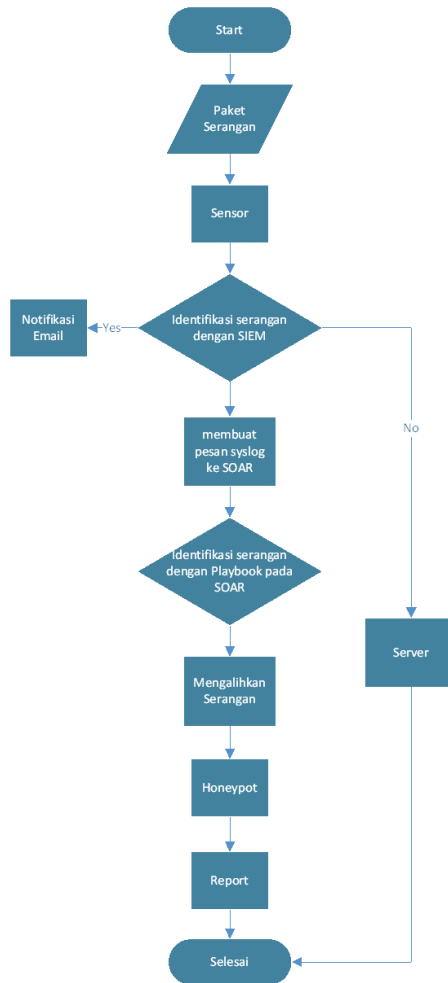 Start
Paket
Serangan
Sensor
Identifikasi serangan
dengan SIEM
Notifikasi
Email
Yes
No
membuat
pesan syslog
ke SOAR
Identifikasi serangan
dengan Playbook pada
SOAR
Server
Mengalihkan
Serangan
Honeypot
Report
Selesai